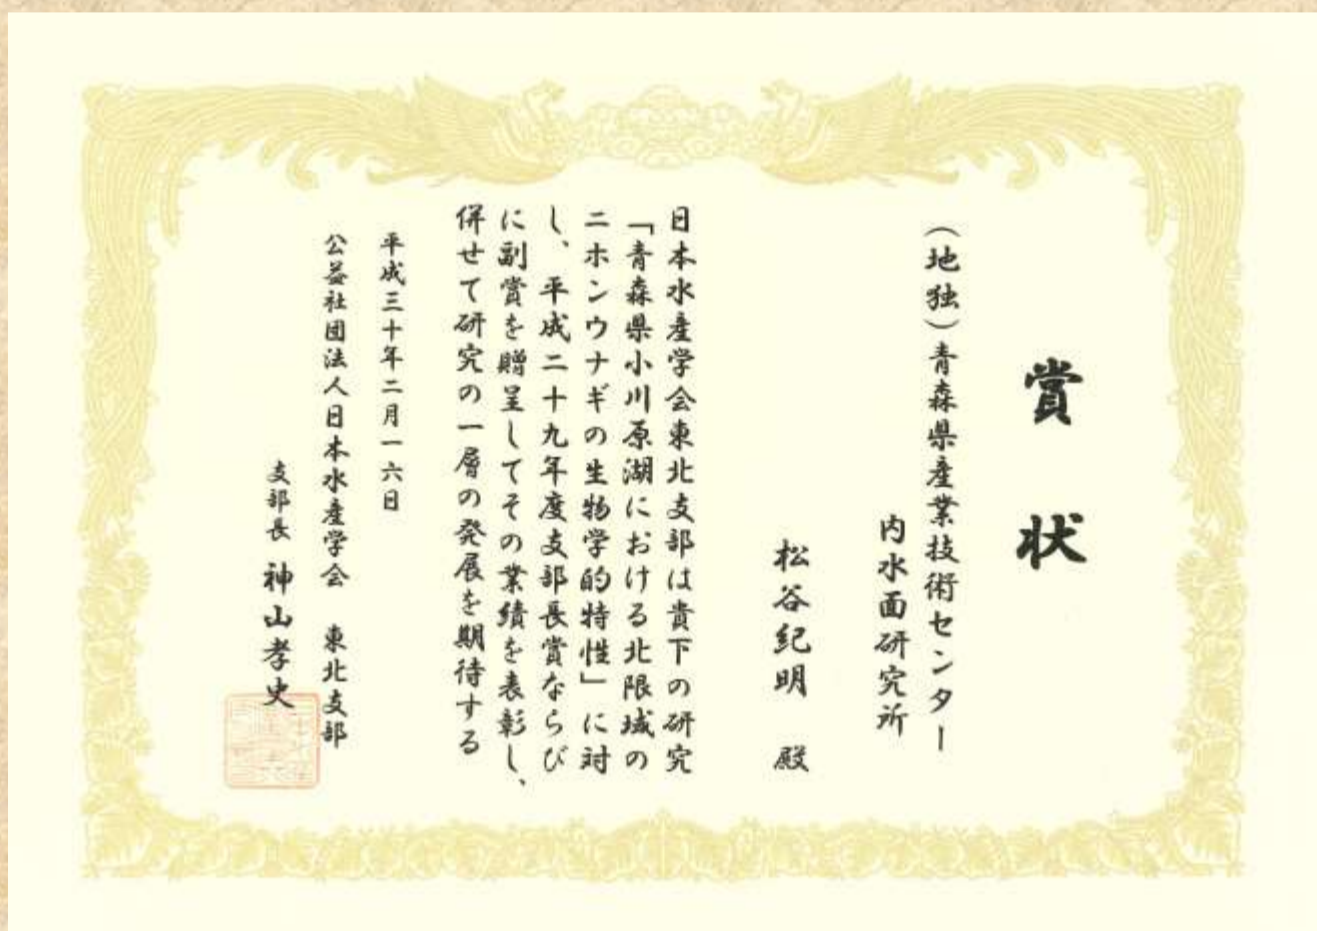 賞状
(地独)青森県産業技術センター
内水面研究所
松谷紀明 殿
日本水産学会東北支部は貴下の研究
「青森県小川原湖における北限域の
ニホンウナギの生物学的特性」に対
し、平成二十九年度支部長賞ならび
に副賞を贈呈してその業績を表彰し、
併せて研究の一層の発展を期待する
平成三十年二月一六日
公益社団法人日本水産学会 東北支部
支部長 神山孝史